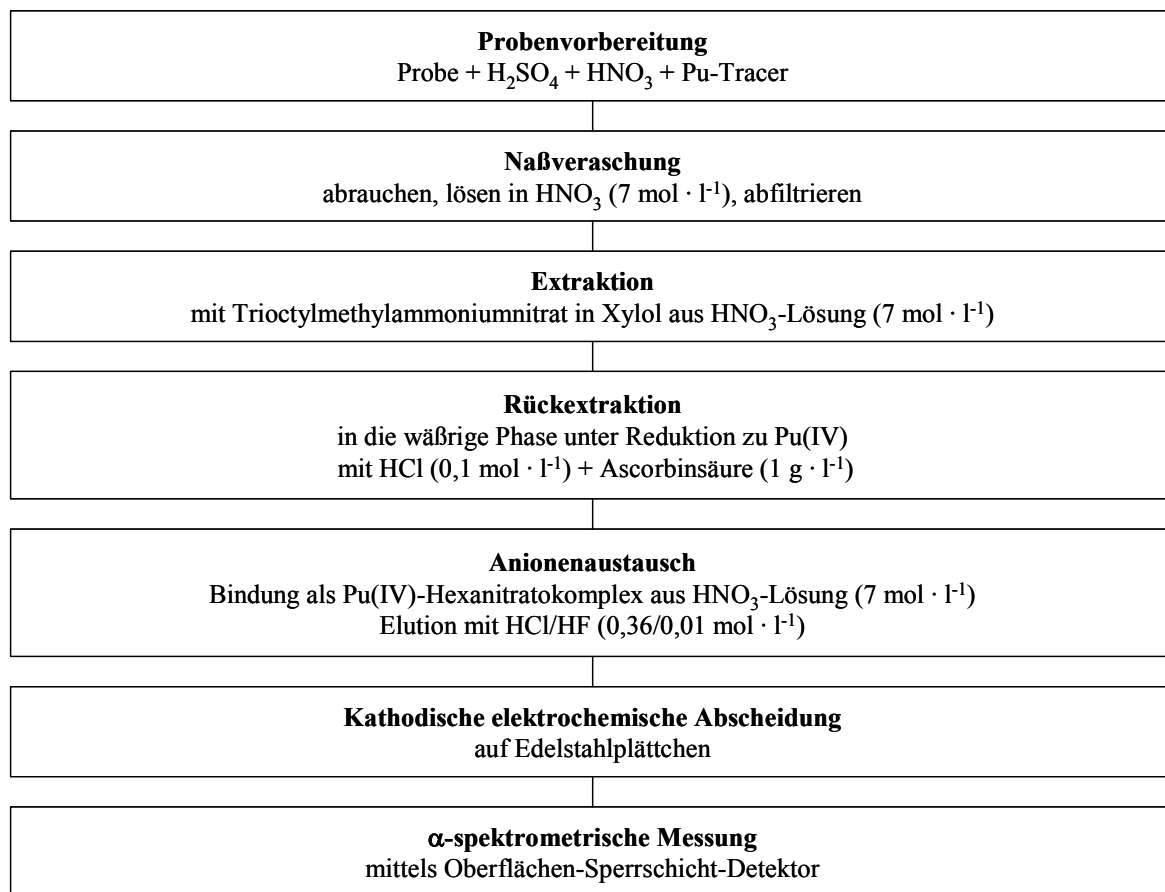 Probenvorbereitung
Probe + H₂SO₄ + HNO₃ + Pu-Tracer
Naßveraschung
abrauchen, lösen in HNO₃ (7 mol · l⁻¹), abfiltrieren
Extraktion
mit Trioctylmethylammoniumnitrat in Xylol aus HNO₃-Lösung (7 mol · l⁻¹)
Rückextraktion
in die wäßrige Phase unter Reduktion zu Pu(IV)
mit HCl (0,1 mol · l⁻¹) + Ascorbinsäure (1 g · l⁻¹)
Anionenaustausch
Bindung als Pu(IV)-Hexanitratokomplex aus HNO₃-Lösung (7 mol · l⁻¹)
Elution mit HCl/HF (0,36/0,01 mol · l⁻¹)
Kathodische elektrochemische Abscheidung
auf Edelstahlplättchen
α-spektrometrische Messung
mittels Oberflächen-Sperrschicht-Detektor